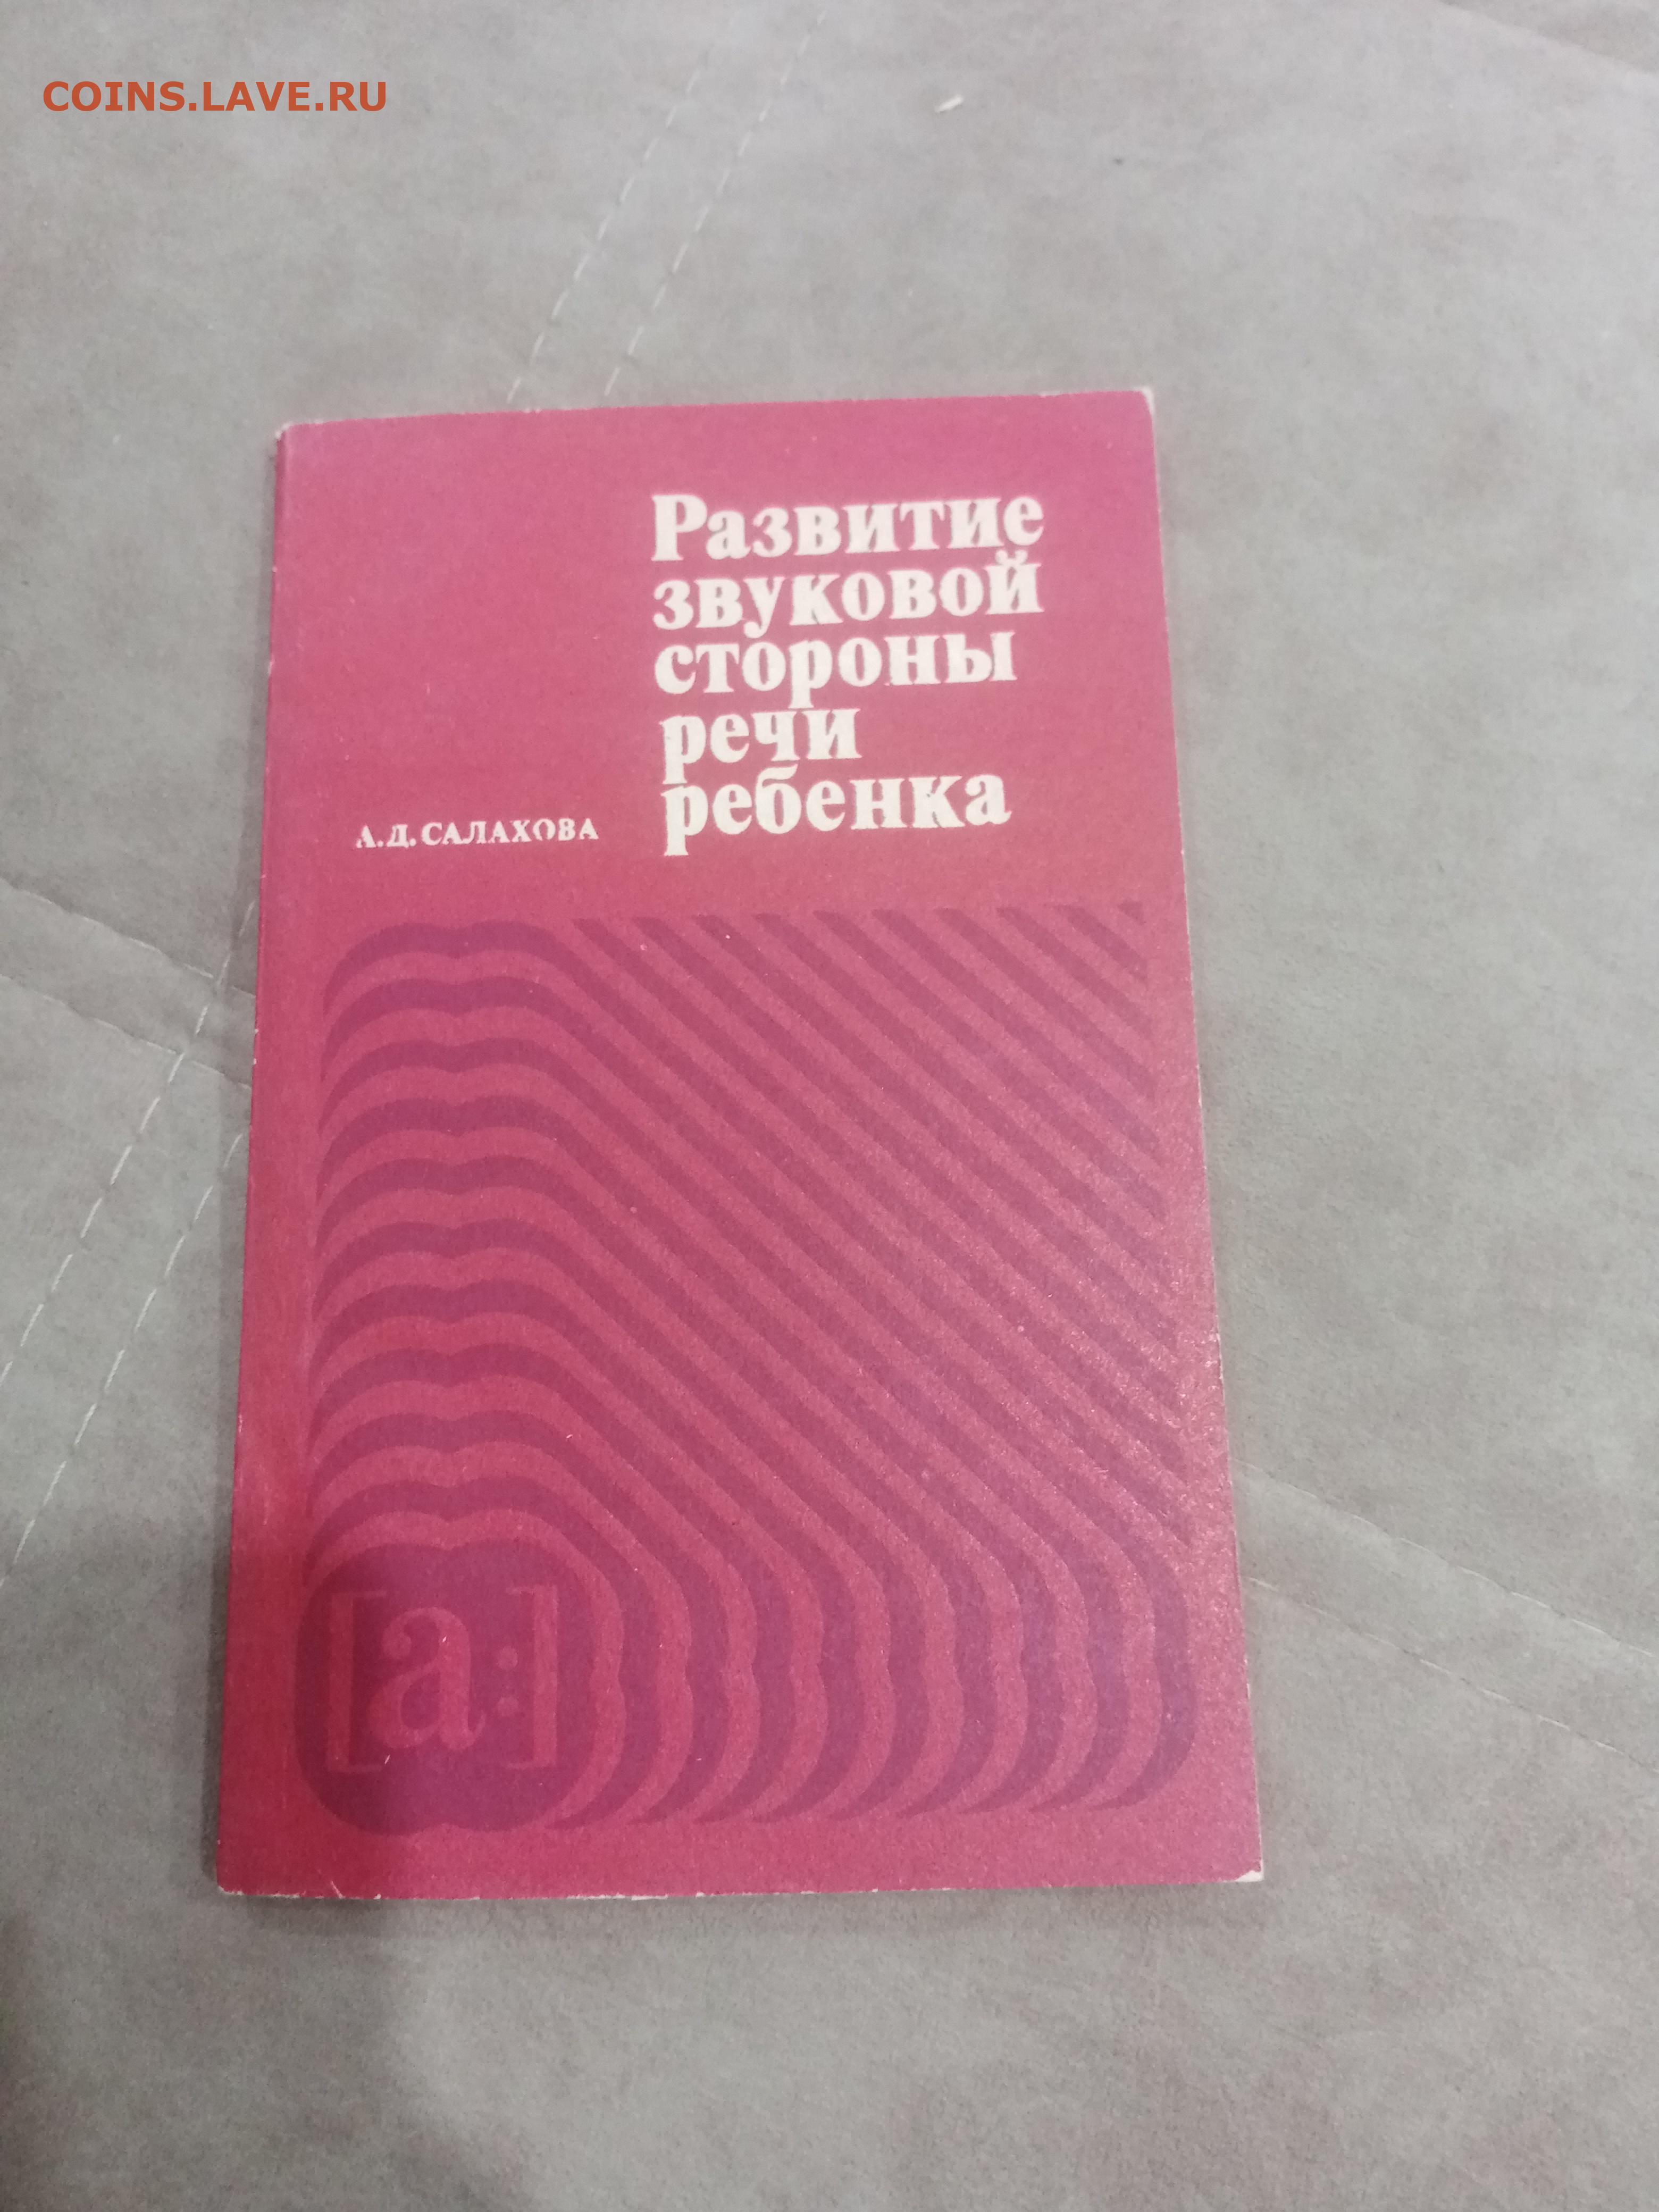 COINS.LAVE.RU
Развитие
звуковой
стороны
речи
ребенка
А.Д.САЛАХОВА
[a:]